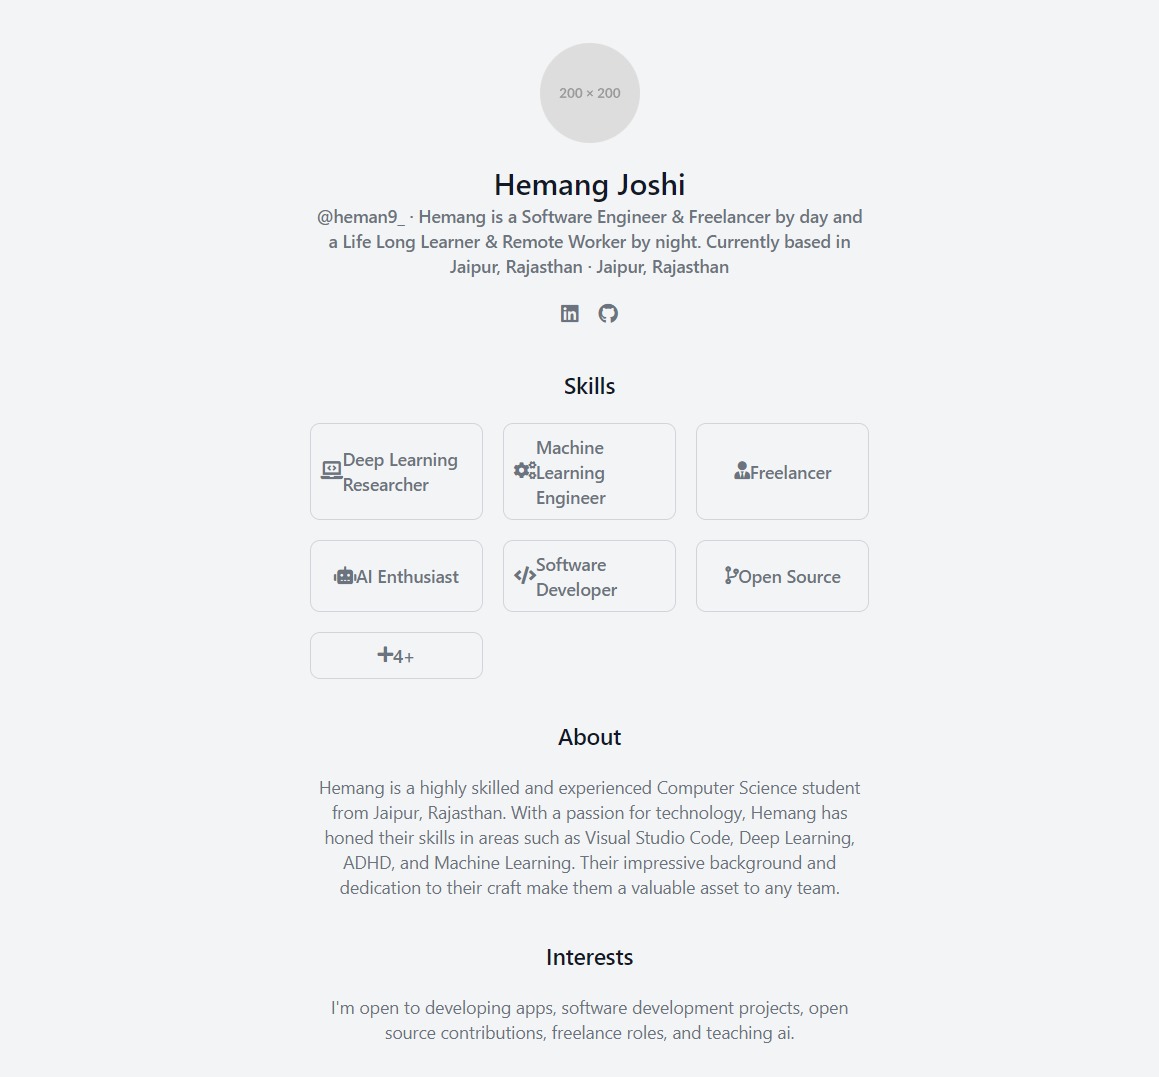 200 × 200
Hemang Joshi
@heman9_ · Hemang is a Software Engineer & Freelancer by day and
a Life Long Learner & Remote Worker by night. Currently based in
Jaipur, Rajasthan · Jaipur, Rajasthan
in
Skills
Deep Learning
Researcher
Machine
Learning
Engineer
Freelancer
AI Enthusiast
Software
Developer
Open Source
4+
About
Hemang is a highly skilled and experienced Computer Science student
from Jaipur, Rajasthan. With a passion for technology, Hemang has
honed their skills in areas such as Visual Studio Code, Deep Learning,
ADHD, and Machine Learning. Their impressive background and
dedication to their craft make them a valuable asset to any team.
Interests
I'm open to developing apps, software development projects, open
source contributions, freelance roles, and teaching ai.